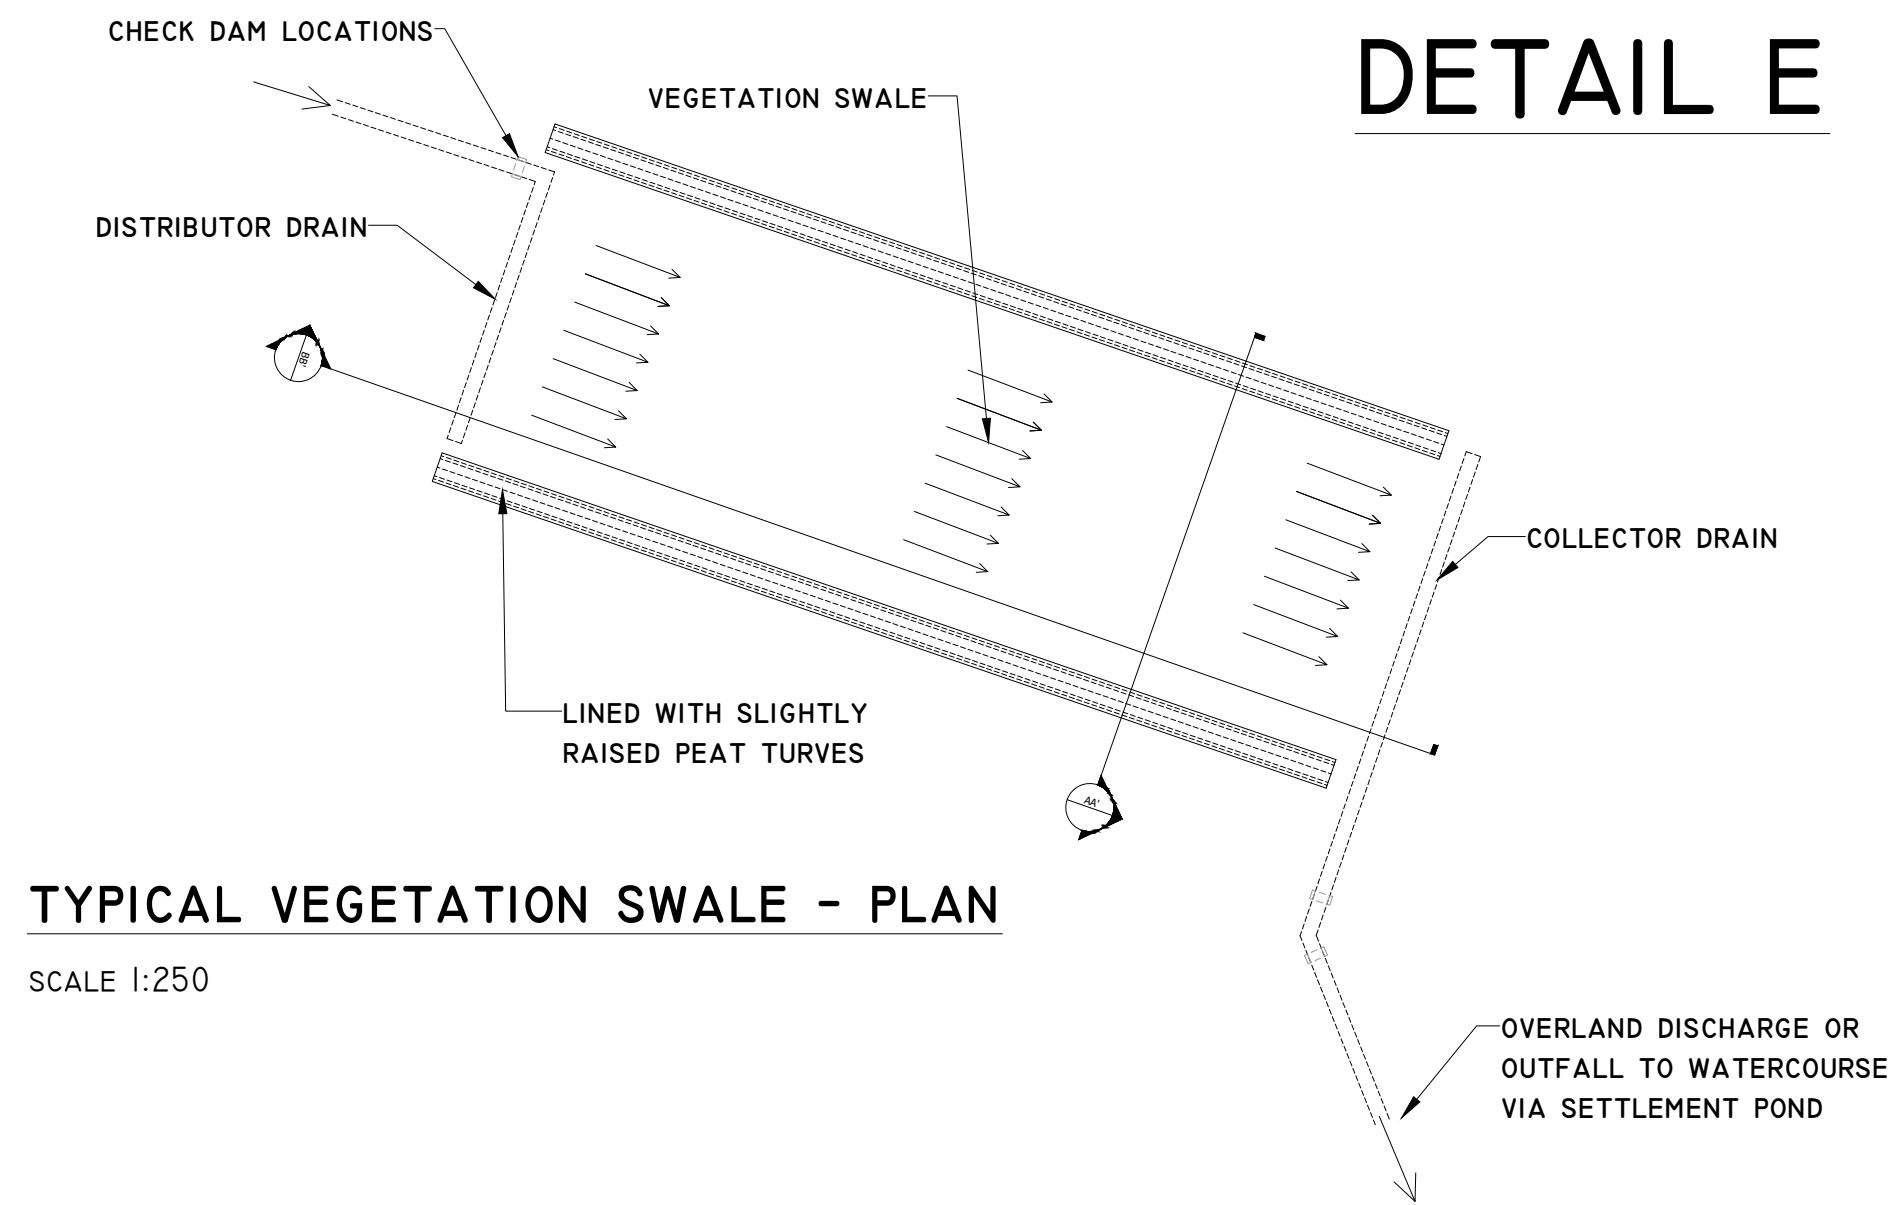 CHECK DAM LOCATIONS
DETAIL E
VEGETATION SWALE
DISTRIBUTOR DRAIN
BB'
COLLECTOR DRAIN
LINED WITH SLIGHTLY
RAISED PEAT TURVES
AA'
TYPICAL VEGETATION SWALE - PLAN
SCALE 1:250
OVERLAND DISCHARGE OR
OUTFALL TO WATERCOURSE
VIA SETTLEMENT POND